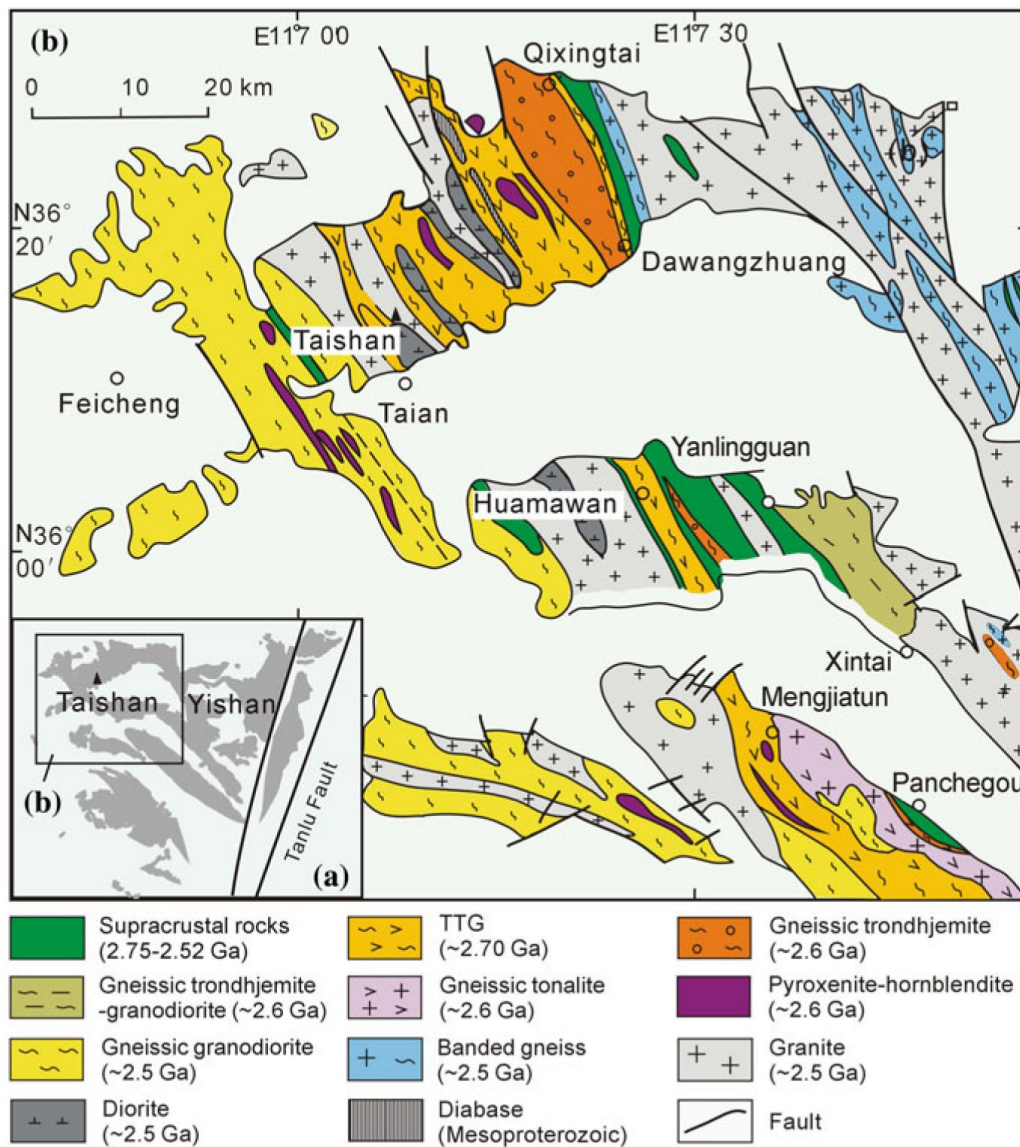 (b)
E11°7 00′
E11°7 30′
0 10 20 km
Qixingtai
N36°
20′
Dawangzhuang
Taishan
Feicheng
Taian
Yanlingguan
Huamawan
N36°
00′
Xintai
Mengjiatun
Panchegou
Taishan
Yishan
(b)
Tanlu Fault
(a)
Supracrustal rocks
(2.75-2.52 Ga)
TTG
(~2.70 Ga)
Gneissic trondhjemite
(~2.6 Ga)
Gneissic trondhjemite
-granodiorite (~2.6 Ga)
Gneissic tonalite
(~2.6 Ga)
Pyroxenite-hornblendite
(~2.6 Ga)
Gneissic granodiorite
(~2.5 Ga)
Banded gneiss
(~2.5 Ga)
Granite
(~2.5 Ga)
Diorite
(~2.5 Ga)
Diabase
(Mesoproterozoic)
Fault